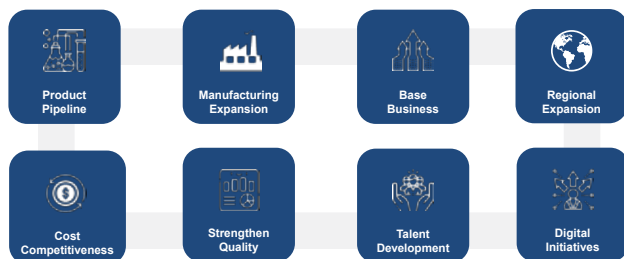 Product
Pipeline
Manufacturing
Expansion
Base
Business
Regional
Expansion
Cost
Competitiveness
Strengthen
Quality
Talent
Development
Digital
Initiatives